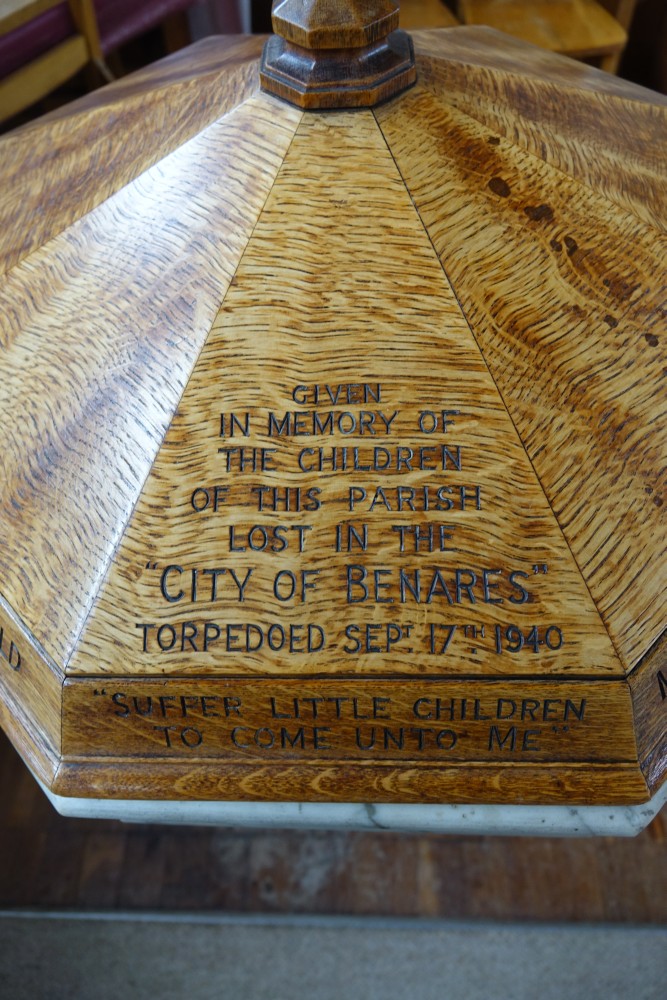 GIVEN
IN MEMORY OF
THE CHILDREN
OF THIS PARISH
LOST IN THE
"CITY OF BENARES"
TORPEDOED SEPT. 17TH 1940
"SUFFER LITTLE CHILDREN
TO COME UNTO ME"